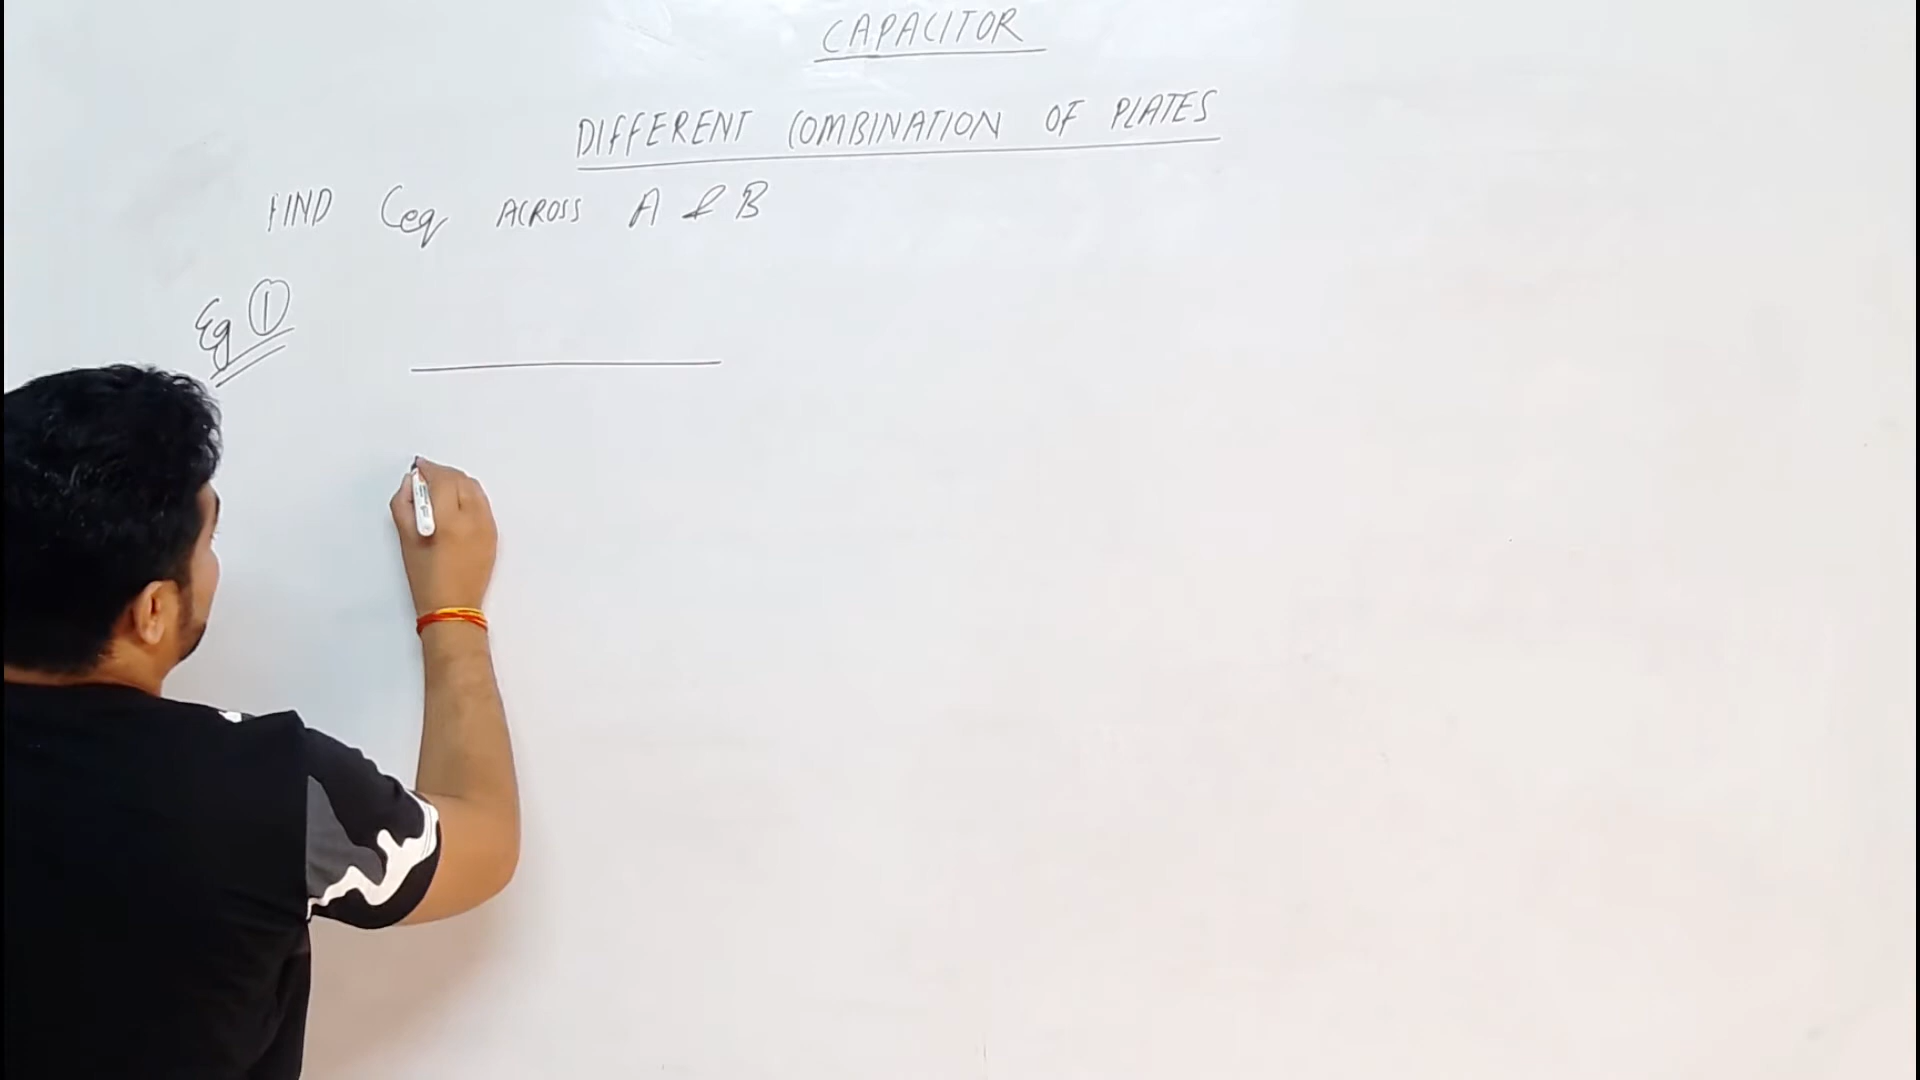 CAPACITOR
DIFFERENT COMBINATION OF PLATES
FIND Ceq ACROSS A & B
Eg 1